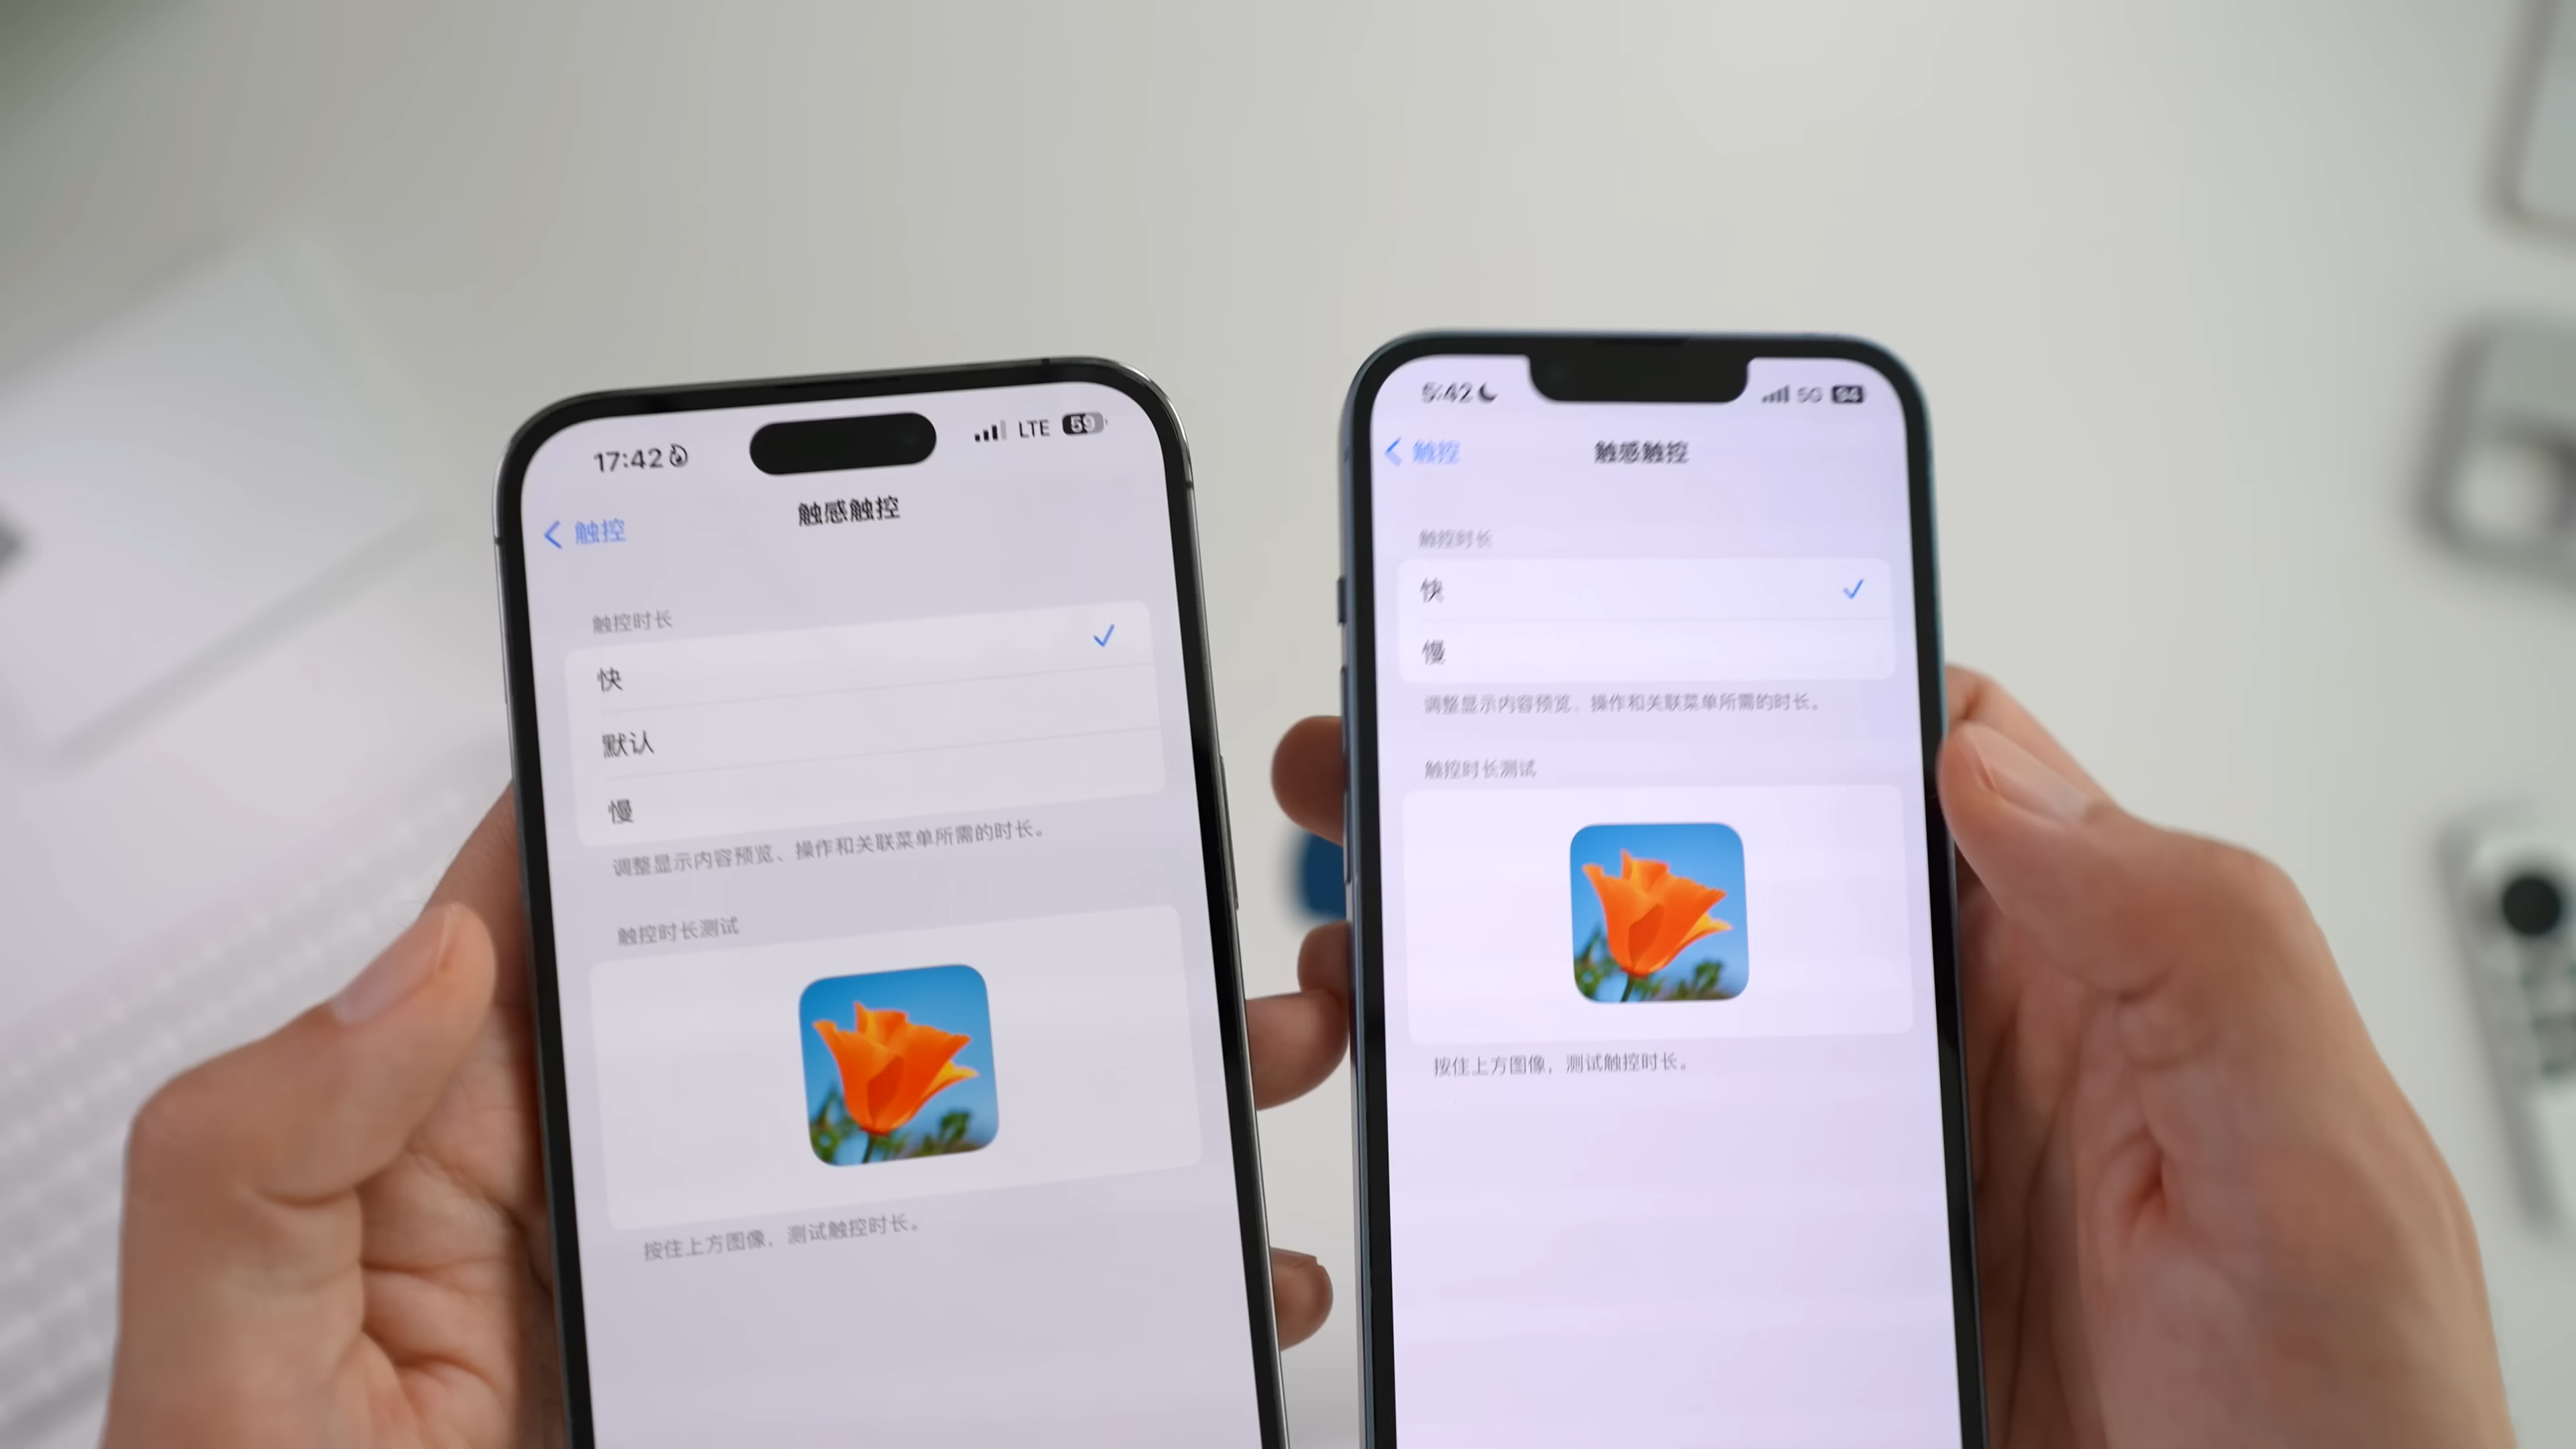 17:42 LTE 59
触控 触感触控
触控时长
快
默认
慢
调整显示内容预览、操作和关联菜单所需的时长。
触控时长测试
按住上方图像，测试触控时长。
5:42 5G 94
触控 触感触控
触控时长
快
慢
调整显示内容预览、操作和关联菜单所需的时长。
触控时长测试
按住上方图像，测试触控时长。